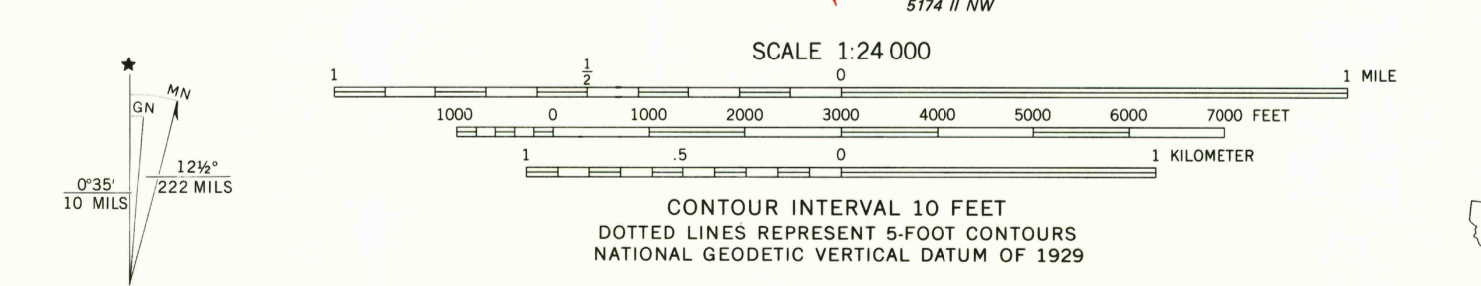 5174 II NW
SCALE 1:24 000
1 ½ 0 1 MILE
1000 0 1000 2000 3000 4000 5000 6000 7000 FEET
1 .5 0 1 KILOMETER
CONTOUR INTERVAL 10 FEET
DOTTED LINES REPRESENT 5-FOOT CONTOURS
NATIONAL GEODETIC VERTICAL DATUM OF 1929
★
MN
GN
12½°
222 MILS
0°35'
10 MILS